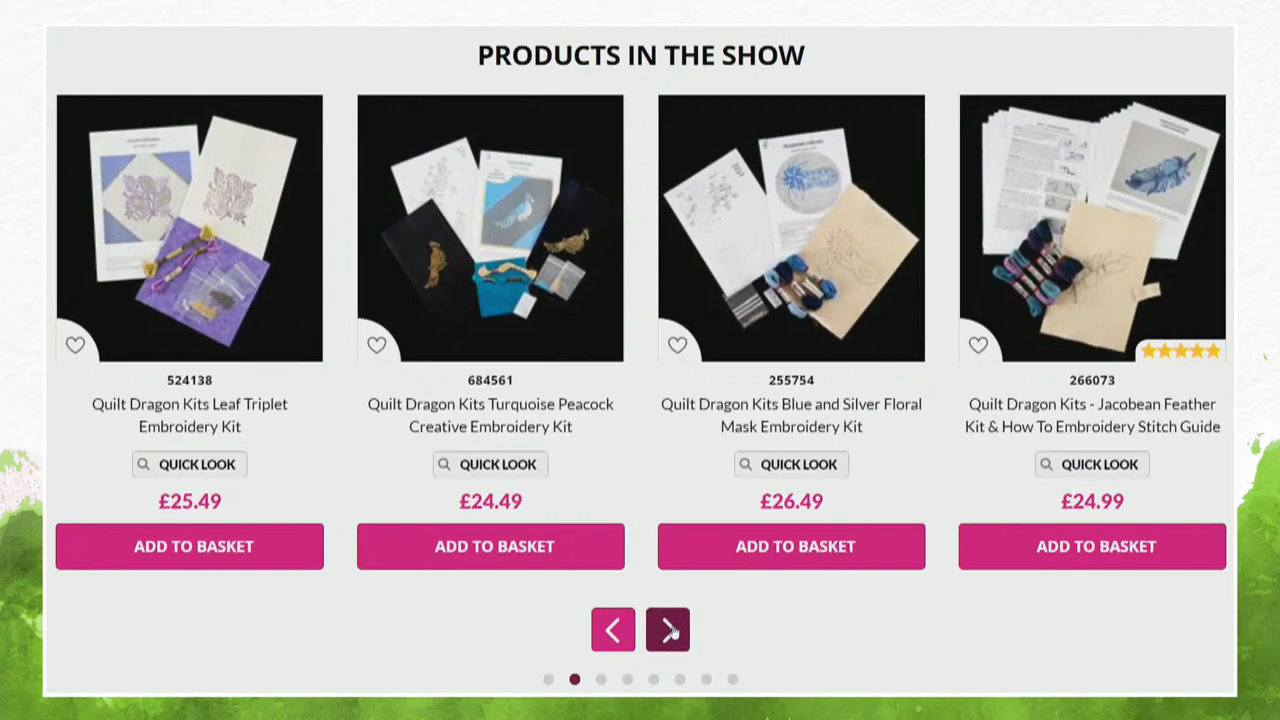 PRODUCTS IN THE SHOW
524138
Quilt Dragon Kits Leaf Triplet
Embroidery Kit
QUICK LOOK
£25.49
ADD TO BASKET
684561
Quilt Dragon Kits Turquoise Peacock
Creative Embroidery Kit
QUICK LOOK
£24.49
ADD TO BASKET
255754
Quilt Dragon Kits Blue and Silver Floral
Mask Embroidery Kit
QUICK LOOK
£26.49
ADD TO BASKET
266073
Quilt Dragon Kits - Jacobean Feather
Kit & How To Embroidery Stitch Guide
QUICK LOOK
£24.99
ADD TO BASKET